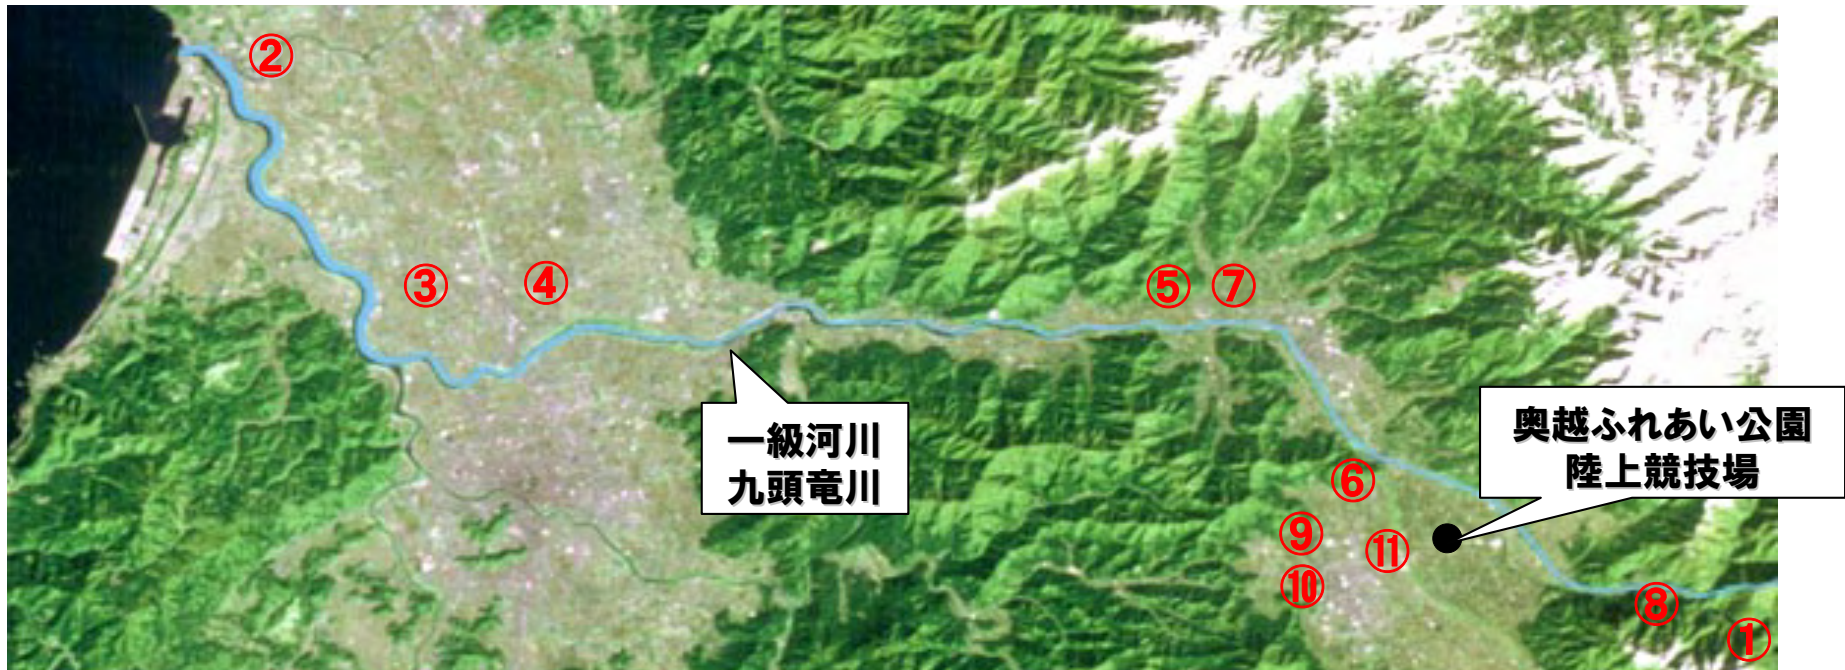 ②
③
④
⑤
⑦
一級河川
九頭竜川
奥越ふれあい公園
陸上競技場
⑥
⑨
⑪
⑩
⑧
①